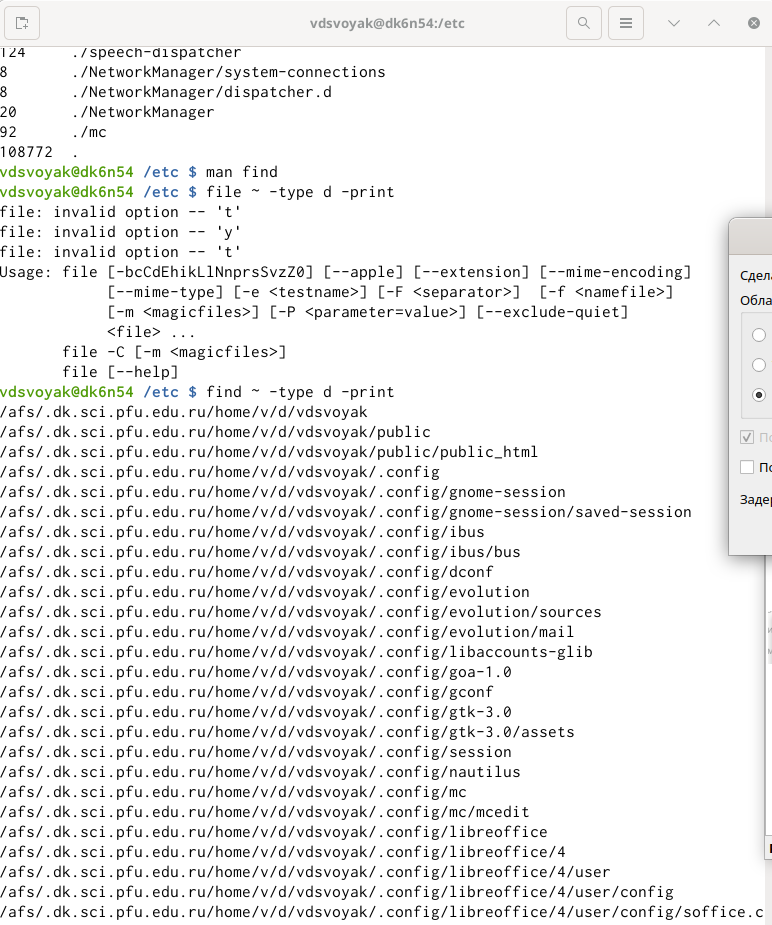 vdsvoyak@dk6n54:/etc
124 ./speech-dispatcher
8 ./NetworkManager/system-connections
8 ./NetworkManager/dispatcher.d
20 ./NetworkManager
92 ./mc
108772 .
vdsvoyak@dk6n54 /etc $ man find
vdsvoyak@dk6n54 /etc $ file ~ -type d -print
file: invalid option -- 't'
file: invalid option -- 'y'
file: invalid option -- 't'
Usage: file [-bcCdEhikLlNnprsSvzZ0] [--apple] [--extension] [--mime-encoding]
[--mime-type] [-e <testname>] [-F <separator>] [-f <namefile>]
[-m <magicfiles>] [-P <parameter=value>] [--exclude-quiet]
<file> ...
file -C [-m <magicfiles>]
file [--help]
vdsvoyak@dk6n54 /etc $ find ~ -type d -print
/afs/.dk.sci.pfu.edu.ru/home/v/d/vdsvoyak
/afs/.dk.sci.pfu.edu.ru/home/v/d/vdsvoyak/public
/afs/.dk.sci.pfu.edu.ru/home/v/d/vdsvoyak/public/public_html
/afs/.dk.sci.pfu.edu.ru/home/v/d/vdsvoyak/.config
/afs/.dk.sci.pfu.edu.ru/home/v/d/vdsvoyak/.config/gnome-session
/afs/.dk.sci.pfu.edu.ru/home/v/d/vdsvoyak/.config/gnome-session/saved-session
/afs/.dk.sci.pfu.edu.ru/home/v/d/vdsvoyak/.config/ibus
/afs/.dk.sci.pfu.edu.ru/home/v/d/vdsvoyak/.config/ibus/bus
/afs/.dk.sci.pfu.edu.ru/home/v/d/vdsvoyak/.config/dconf
/afs/.dk.sci.pfu.edu.ru/home/v/d/vdsvoyak/.config/evolution
/afs/.dk.sci.pfu.edu.ru/home/v/d/vdsvoyak/.config/evolution/sources
/afs/.dk.sci.pfu.edu.ru/home/v/d/vdsvoyak/.config/evolution/mail
/afs/.dk.sci.pfu.edu.ru/home/v/d/vdsvoyak/.config/libaccounts-glib
/afs/.dk.sci.pfu.edu.ru/home/v/d/vdsvoyak/.config/goa-1.0
/afs/.dk.sci.pfu.edu.ru/home/v/d/vdsvoyak/.config/gconf
/afs/.dk.sci.pfu.edu.ru/home/v/d/vdsvoyak/.config/gtk-3.0
/afs/.dk.sci.pfu.edu.ru/home/v/d/vdsvoyak/.config/gtk-3.0/assets
/afs/.dk.sci.pfu.edu.ru/home/v/d/vdsvoyak/.config/session
/afs/.dk.sci.pfu.edu.ru/home/v/d/vdsvoyak/.config/nautilus
/afs/.dk.sci.pfu.edu.ru/home/v/d/vdsvoyak/.config/mc
/afs/.dk.sci.pfu.edu.ru/home/v/d/vdsvoyak/.config/mc/mcedit
/afs/.dk.sci.pfu.edu.ru/home/v/d/vdsvoyak/.config/libreoffice
/afs/.dk.sci.pfu.edu.ru/home/v/d/vdsvoyak/.config/libreoffice/4
/afs/.dk.sci.pfu.edu.ru/home/v/d/vdsvoyak/.config/libreoffice/4/user
/afs/.dk.sci.pfu.edu.ru/home/v/d/vdsvoyak/.config/libreoffice/4/user/config
/afs/.dk.sci.pfu.edu.ru/home/v/d/vdsvoyak/.config/libreoffice/4/user/config/soffice.c
Сдела
Обла
По
По
Задер